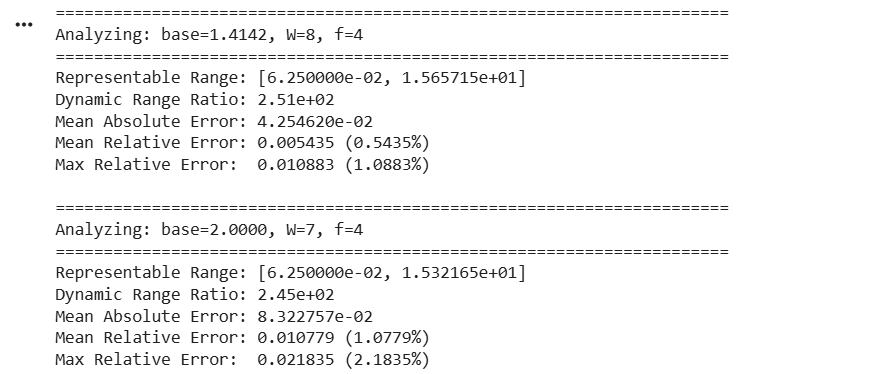 ======================================================================
Analyzing: base=1.4142, W=8, f=4
======================================================================
Representable Range: [6.250000e-02, 1.565715e+01]
Dynamic Range Ratio: 2.51e+02
Mean Absolute Error: 4.254620e-02
Mean Relative Error: 0.005435 (0.5435%)
Max Relative Error:  0.010883 (1.0883%)
======================================================================
Analyzing: base=2.0000, W=7, f=4
======================================================================
Representable Range: [6.250000e-02, 1.532165e+01]
Dynamic Range Ratio: 2.45e+02
Mean Absolute Error: 8.322757e-02
Mean Relative Error: 0.010779 (1.0779%)
Max Relative Error:  0.021835 (2.1835%)